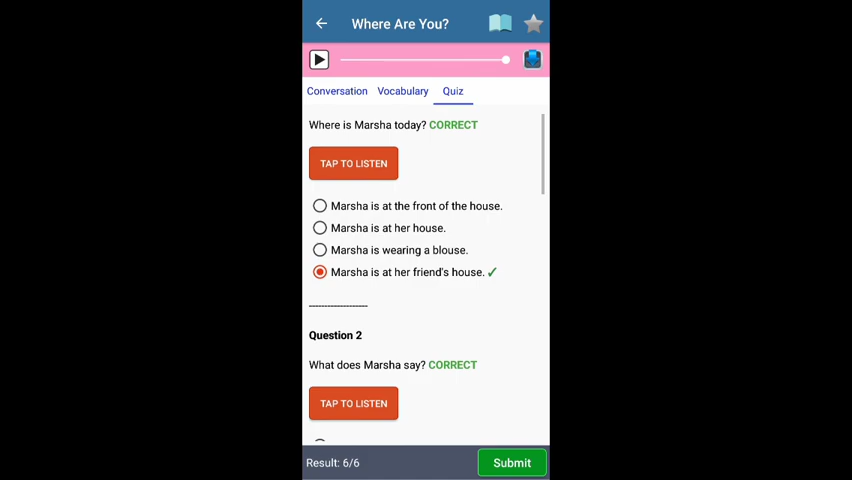 Where Are You?
Conversation Vocabulary Quiz
Where is Marsha today? CORRECT
TAP TO LISTEN
Marsha is at the front of the house.
Marsha is at her house.
Marsha is wearing a blouse.
Marsha is at her friend's house. ✓
-------------------
Question 2
What does Marsha say? CORRECT
TAP TO LISTEN
Result: 6/6 Submit